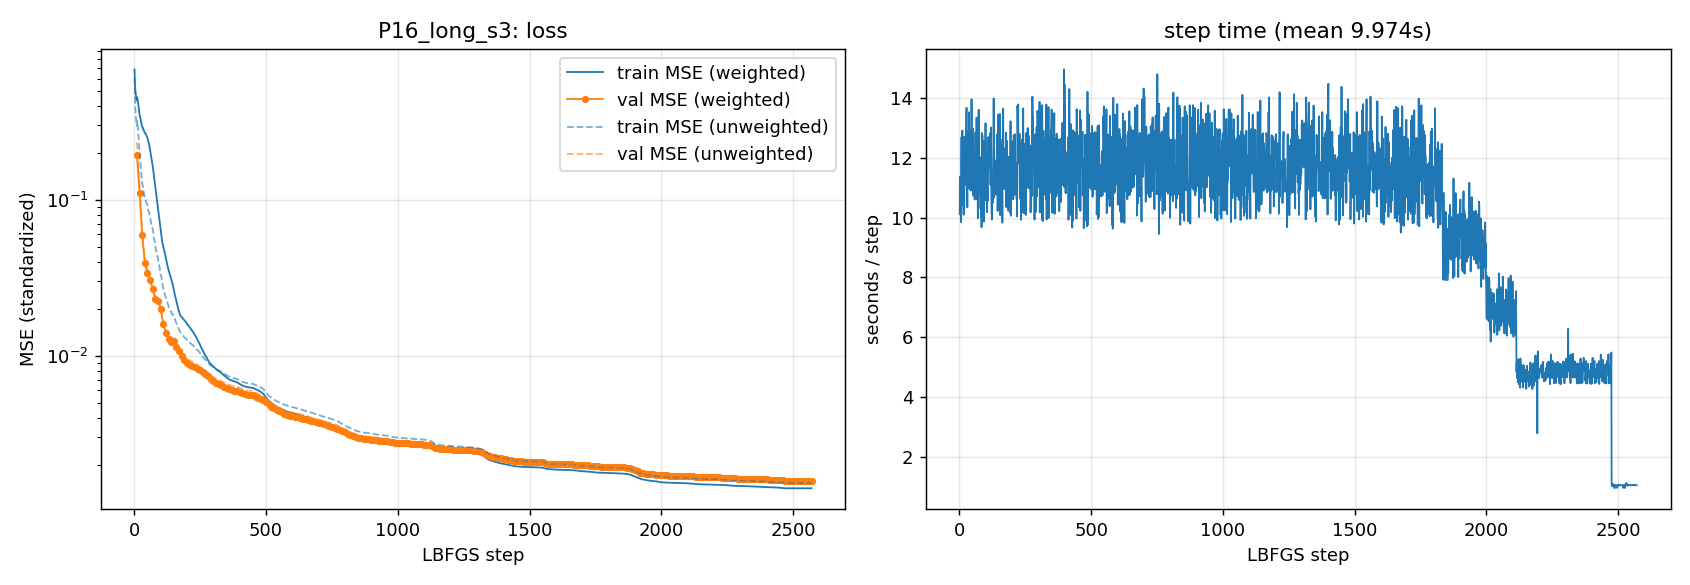 P16_long_s3: loss
MSE (standardized)
10⁻¹
10⁻²
train MSE (weighted)
val MSE (weighted)
train MSE (unweighted)
val MSE (unweighted)
0 500 1000 1500 2000 2500
LBFGS step
step time (mean 9.974s)
seconds / step
14
12
10
8
6
4
2
0 500 1000 1500 2000 2500
LBFGS step